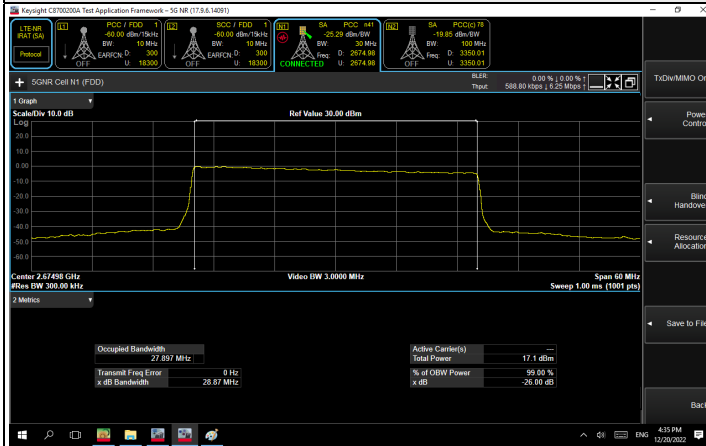 Keysight C8700200A Test Application Framework – 5G NR (17.9.6.14091)
LTE-NR
IRAT (SA)
Protocol
L1 PCC / FDD 1
-60.00 dBm/15kHz
BW: 10 MHz
EARFCN: D: 300
U: 18300
OFF
L2 SCC / FDD 1
-60.00 dBm/15kHz
BW: 10 MHz
EARFCN: D: 300
U: 18300
OFF
N1 SA PCC n41
-25.29 dBm/BW
BW: 30 MHz
Freq: D: 2674.98
U: 2674.98
CONNECTED
N2 SA PCC(c) 78
-19.85 dBm/BW
BW: 100 MHz
Freq: D: 3350.01
U: 3350.01
OFF
+ 5GNR Cell N1 (FDD)
BLER: 0.00 % ↓ 0.00 % ↑
Thput: 588.80 kbps ↓ 6.25 Mbps ↑
1 Graph
Scale/Div 10.0 dB
Ref Value 30.00 dBm
Log
20.0
10.0
0.00
-10.0
-20.0
-30.0
-40.0
-50.0
-60.0
Center 2.67498 GHz
Video BW 3.0000 MHz
Span 60 MHz
#Res BW 300.00 kHz
Sweep 1.00 ms (1001 pts)
2 Metrics
Occupied Bandwidth
27.897 MHz
Transmit Freq Error 0 Hz
x dB Bandwidth 28.87 MHz
Active Carrier(s) —
Total Power 17.1 dBm
% of OBW Power 99.00 %
x dB -26.00 dB
TxDiv/MIMO Or
Power
Control
Blind
Handover
Resource
Allocation
Save to File
Back
ENG
4:35 PM
12/20/2022